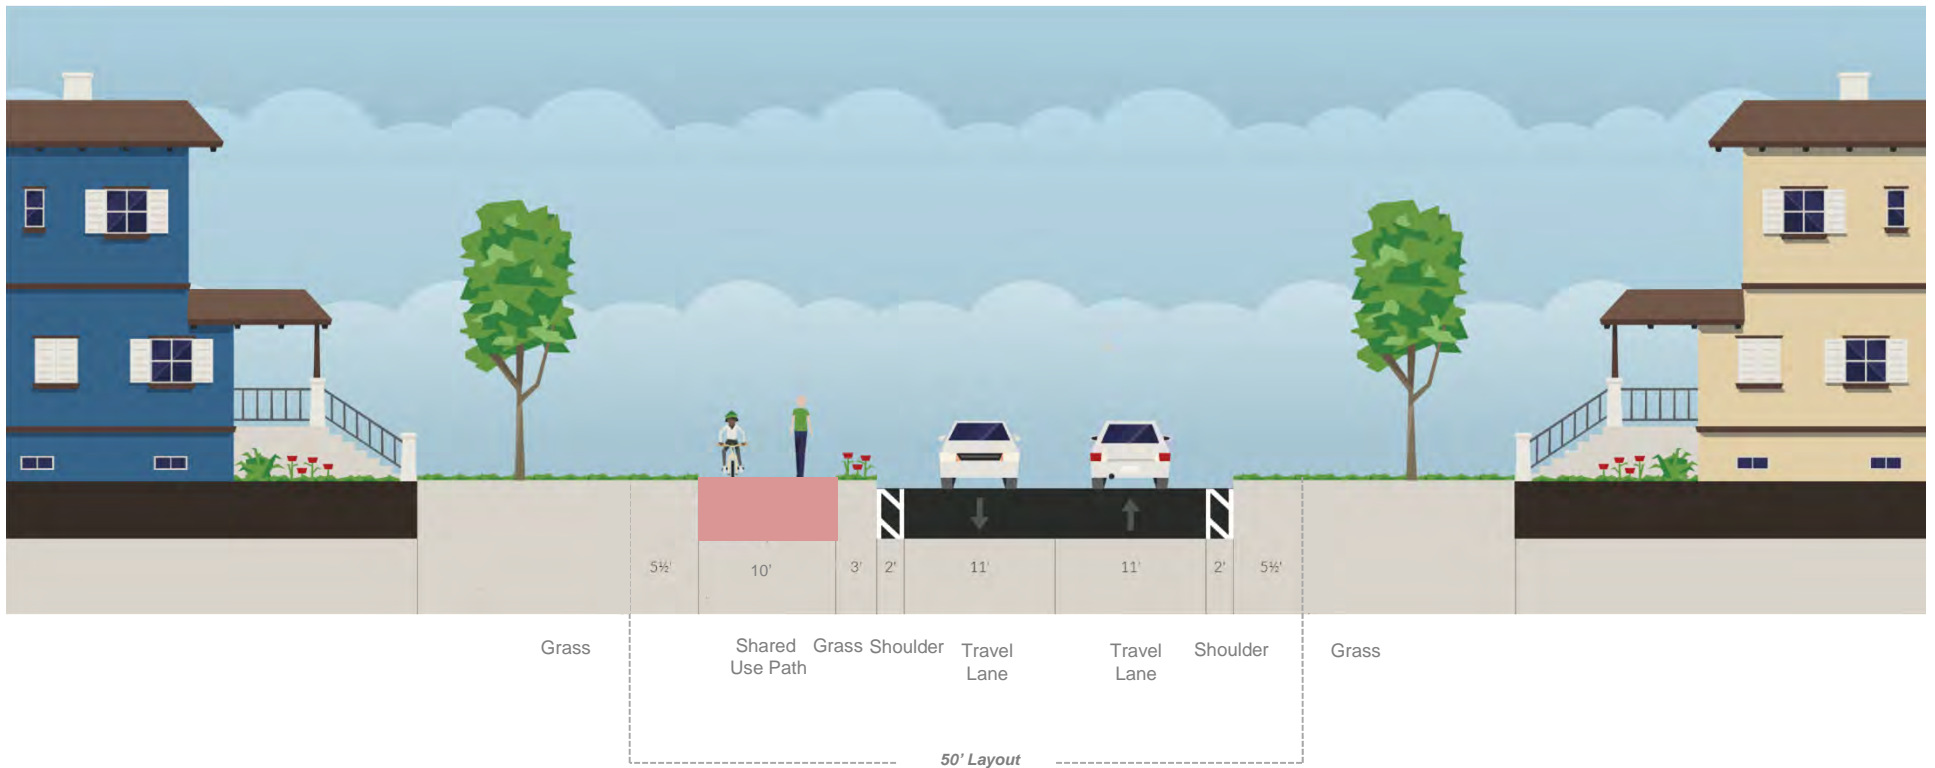 5½' 10' 3' 2' 11' 11' 2' 5½'
Grass
Shared
Use Path
Grass
Shoulder
Travel
Lane
Travel
Lane
Shoulder
Grass
50' Layout